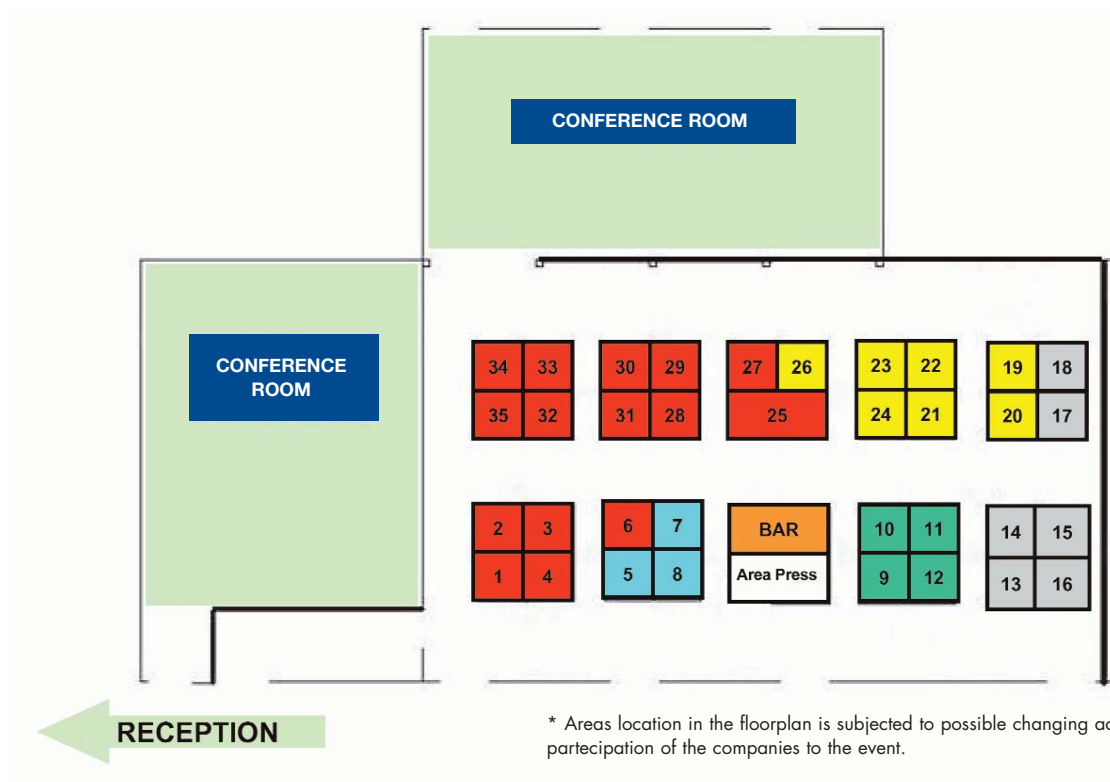 CONFERENCE ROOM
CONFERENCE
ROOM
34 33 30 29 27 26 23 22 19 18
35 32 31 28 25 24 21 20 17
2 3 6 7 BAR 10 11 14 15
1 4 5 8 Area Press 9 12 13 16
RECEPTION
* Areas location in the floorplan is subjected to possible changing
partecipation of the companies to the event.